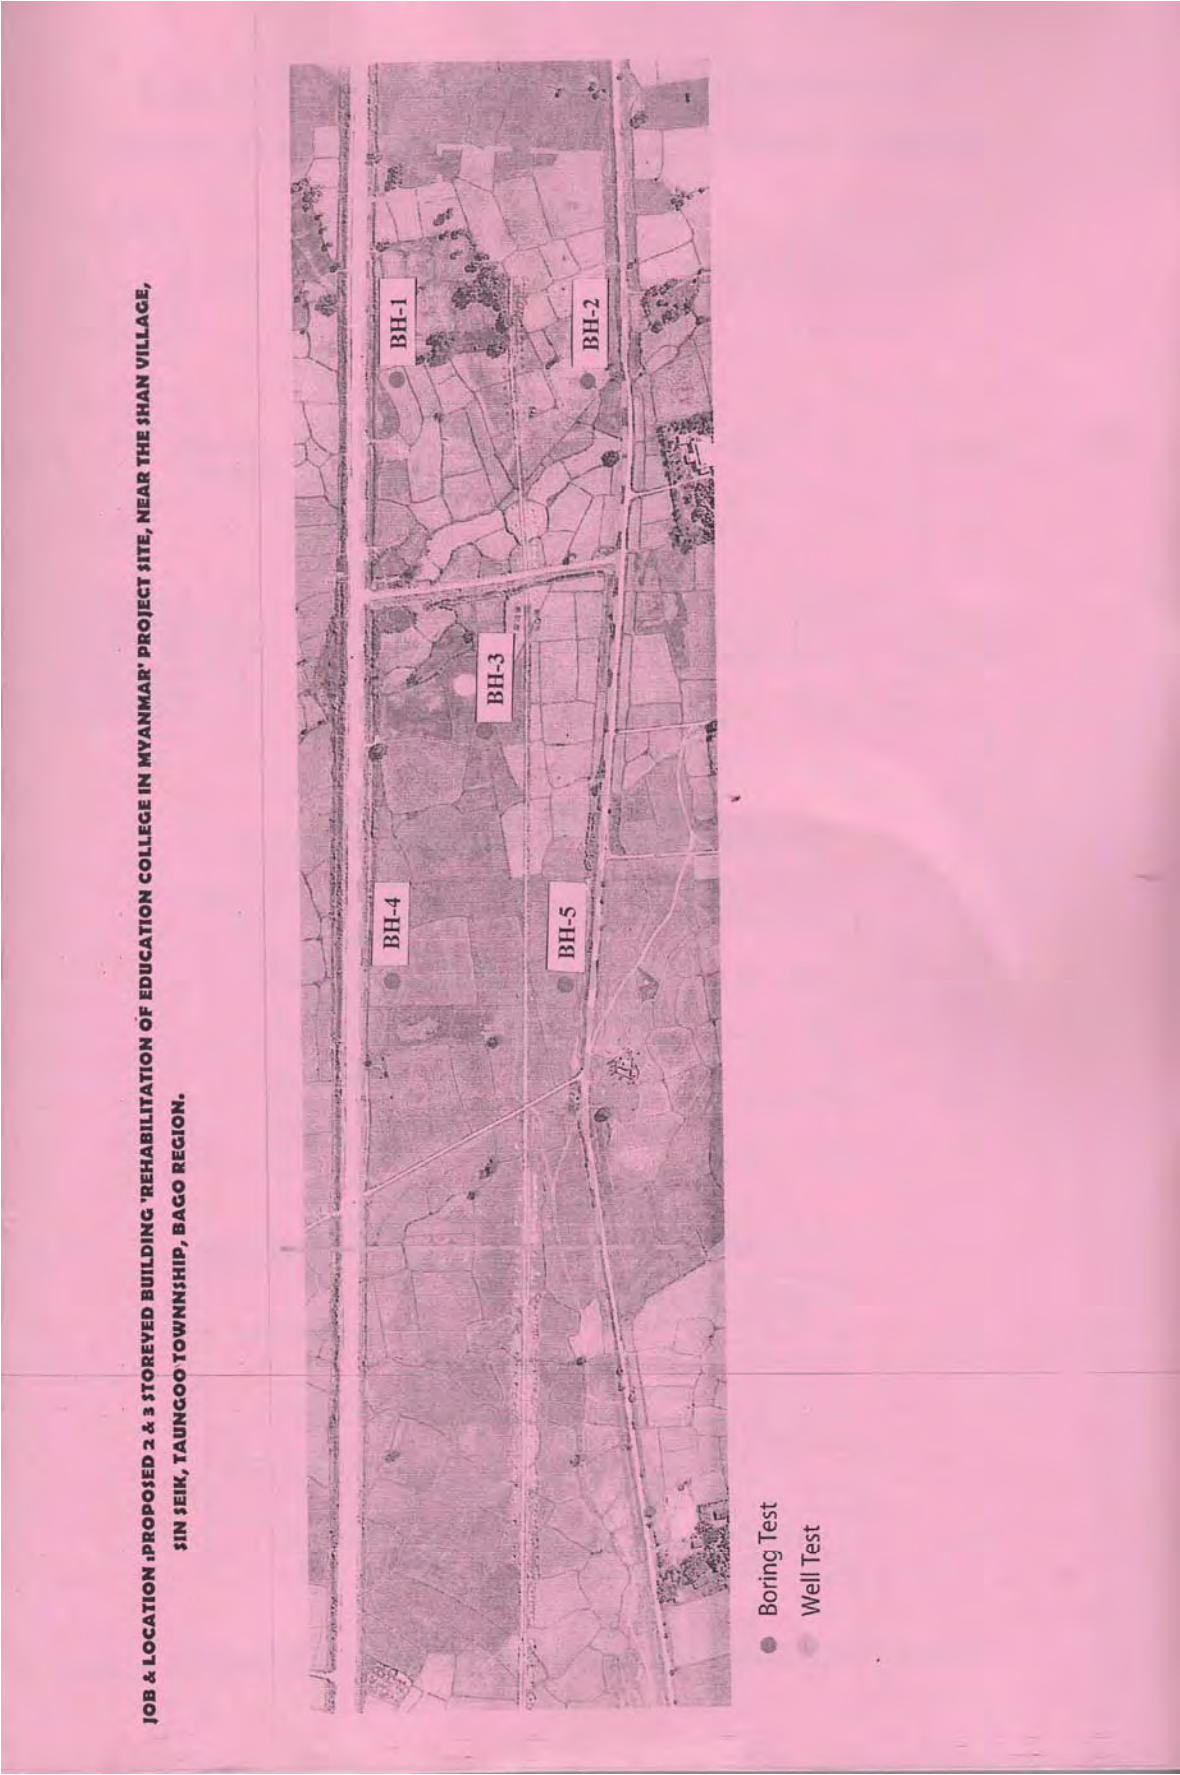 JOB & LOCATION :PROPOSED 2 & 3 STOREYED BUILDING 'REHABILITATION OF EDUCATION COLLEGE IN MYANMAR' PROJECT SITE, NEAR THE SHAN VILLAGE,
SIN SEIK, TAUNGOO TOWNNSHIP, BAGO REGION.
BH-1
BH-2
BH-3
BH-4
BH-5
Boring Test
Well Test